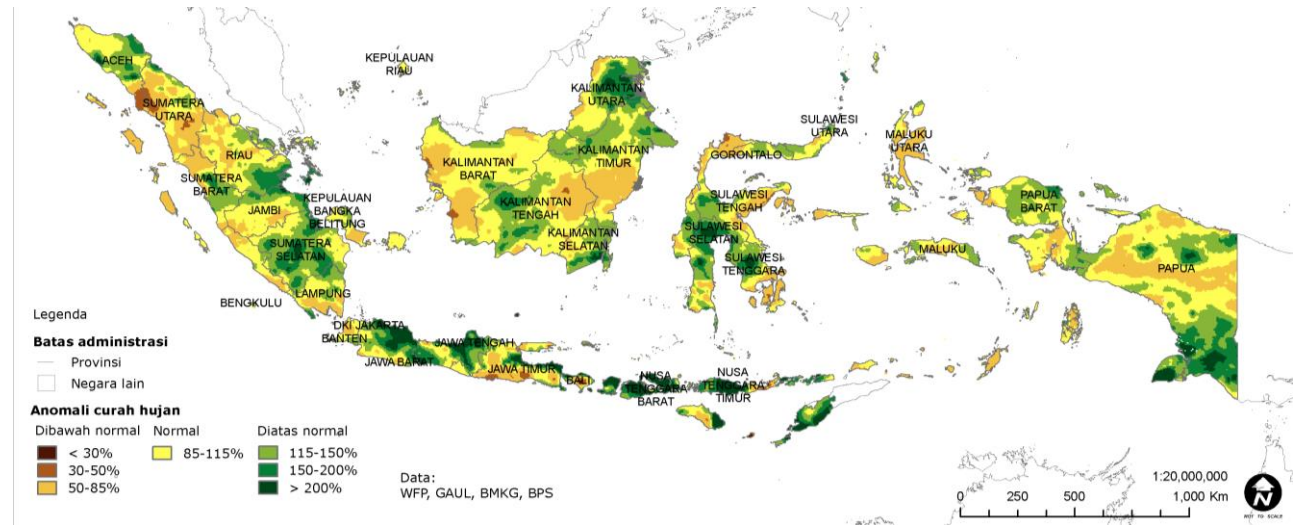 ACEH
SUMATERA
UTARA
RIAU
SUMATERA
BARAT
JAMBI
KEPULAUAN
RIAU
KEPULAUAN
BANGKA
BELITUNG
SUMATERA
SELATAN
BENGKULU
LAMPUNG
DKI JAKARTA
BANTEN
JAWA BARAT
JAWA TENGAH
JAWA TIMUR
BALI
NUSA
TENGGARA
BARAT
NUSA
TENGGARA
TIMUR
KALIMANTAN
UTARA
KALIMANTAN
BARAT
KALIMANTAN
TIMUR
KALIMANTAN
TENGAH
KALIMANTAN
SELATAN
SULAWESI
UTARA
GORONTALO
SULAWESI
TENGAH
SULAWESI
SELATAN
SULAWESI
TENGGARA
MALUKU
UTARA
MALUKU
PAPUA
BARAT
PAPUA
Legenda
Batas administrasi
Provinsi
Negara lain
Anomali curah hujan
Dibawah normal Normal Diatas normal
< 30% 85-115% 115-150%
30-50% 150-200%
50-85% > 200%
Data:
WFP, GAUL, BMKG, BPS
1:20,000,000
0 250 500 1,000 Km
N
NOT TO SCALE